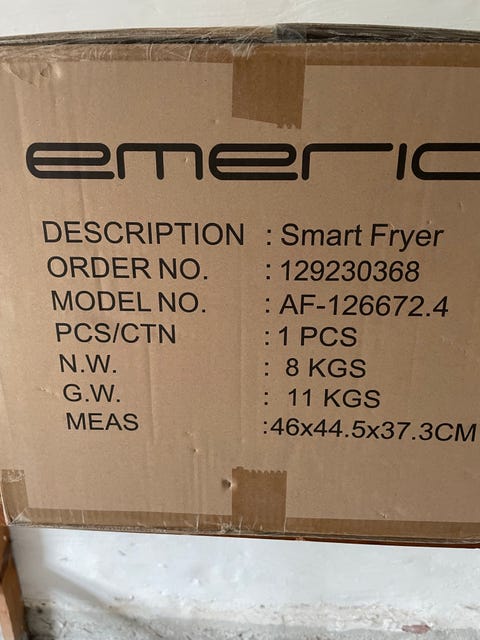 emeric
DESCRIPTION : Smart Fryer
ORDER NO. : 129230368
MODEL NO. : AF-126672.4
PCS/CTN : 1 PCS
N.W. : 8 KGS
G.W. : 11 KGS
MEAS :46x44.5x37.3CM